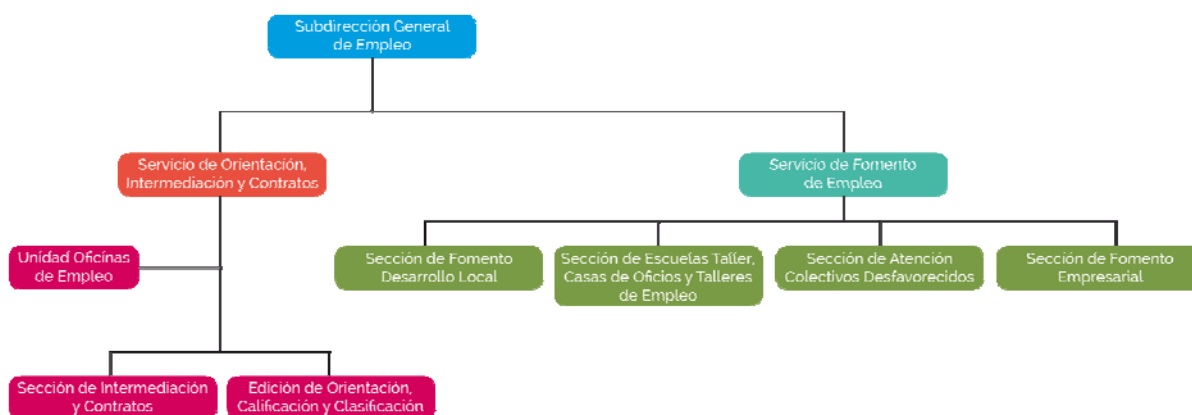 Subdirección General
de Empleo
Servicio de Orientación,
Intermediación y Contratos
Servicio de Fomento
de Empleo
Unidad Oficinas
de Empleo
Sección de Fomento
Desarrollo Local
Sección de Escuelas Taller,
Casas de Oficios y Talleres
de Empleo
Sección de Atención
Colectivos Desfavorecidos
Sección de Fomento
Empresarial
Sección de Intermediación
y Contratos
Edición de Orientación,
Calificación y Clasificación